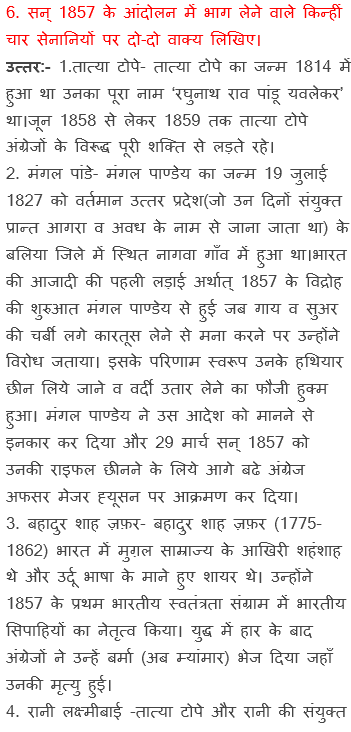 6. सन् 1857 के आंदोलन में भाग लेने वाले किन्हीं
चार सेनानियों पर दो-दो वाक्य लिखिए।
उत्तर:- 1.तात्या टोपे- तात्या टोपे का जन्म 1814 में
हुआ था उनका पूरा नाम ‘रघुनाथ राव पांडू यवलेकर’
था।जून 1858 से लेकर 1859 तक तात्या टोपे
अंग्रेजों के विरूद्ध पूरी शक्ति से लड़ते रहे।
2. मंगल पांडे- मंगल पाण्डेय का जन्म 19 जुलाई
1827 को वर्तमान उत्तर प्रदेश(जो उन दिनों संयुक्त
प्रान्त आगरा व अवध के नाम से जाना जाता था) के
बलिया जिले में स्थित नागवा गाँव में हुआ था।भारत
की आजादी की पहली लड़ाई अर्थात् 1857 के विद्रोह
की शुरुआत मंगल पाण्डेय से हुई जब गाय व सुअर
की चर्बी लगे कारतूस लेने से मना करने पर उन्होंने
विरोध जताया। इसके परिणाम स्वरूप उनके हथियार
छीन लिये जाने व वर्दी उतार लेने का फौजी हुक्म
हुआ। मंगल पाण्डेय ने उस आदेश को मानने से
इनकार कर दिया और 29 मार्च सन् 1857 को
उनकी राइफल छीनने के लिये आगे बढे अंग्रेज
अफसर मेजर ह्यूसन पर आक्रमण कर दिया।
3. बहादुर शाह ज़फ़र- बहादुर शाह ज़फ़र (1775-
1862) भारत में मुग़ल साम्राज्य के आखिरी शहंशाह
थे और उर्दू भाषा के माने हुए शायर थे। उन्होंने
1857 के प्रथम भारतीय स्वतंत्रता संग्राम में भारतीय
सिपाहियों का नेतृत्व किया। युद्ध में हार के बाद
अंग्रेजों ने उन्हें बर्मा (अब म्यांमार) भेज दिया जहाँ
उनकी मृत्यु हुई।
4. रानी लक्ष्मीबाई -तात्या टोपे और रानी की संयुक्त